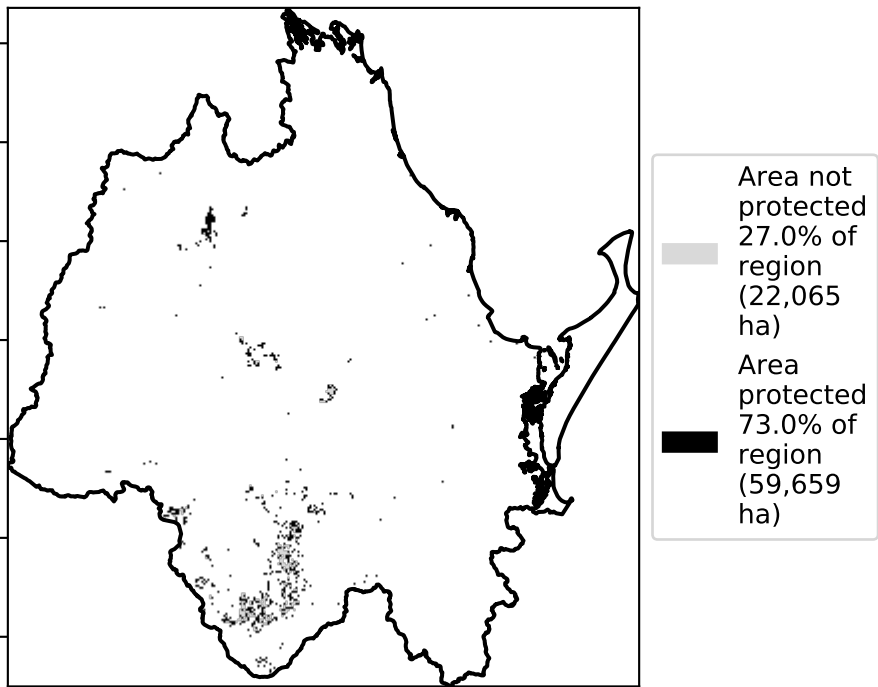 Area not
protected
27.0% of
region
(22,065
ha)
Area
protected
73.0% of
region
(59,659
ha)